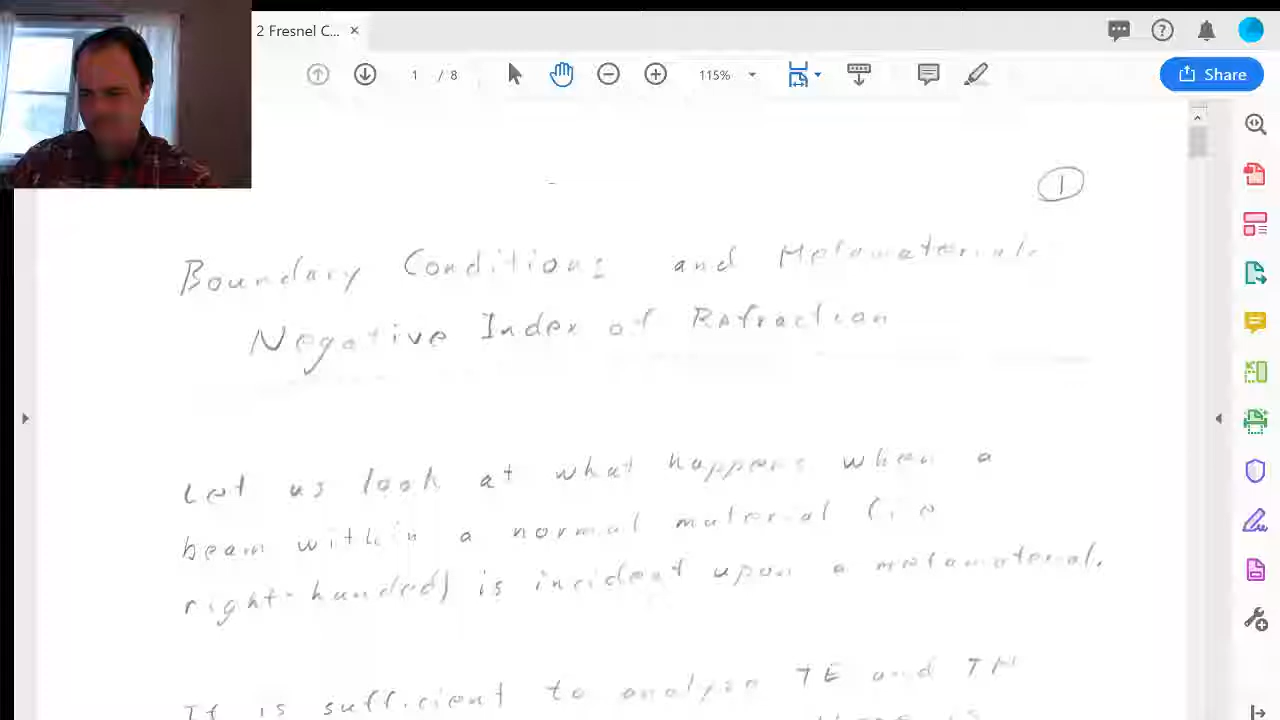 2 Fresnel C...
1 / 8
115%
Share
1
Boundary Conditions and Metamaterials
Negative Index of Refraction
Let us look at what happens when a
beam within a normal material (ie
right-handed) is incident upon a metamaterial.
It is sufficient to analyze TE and TM